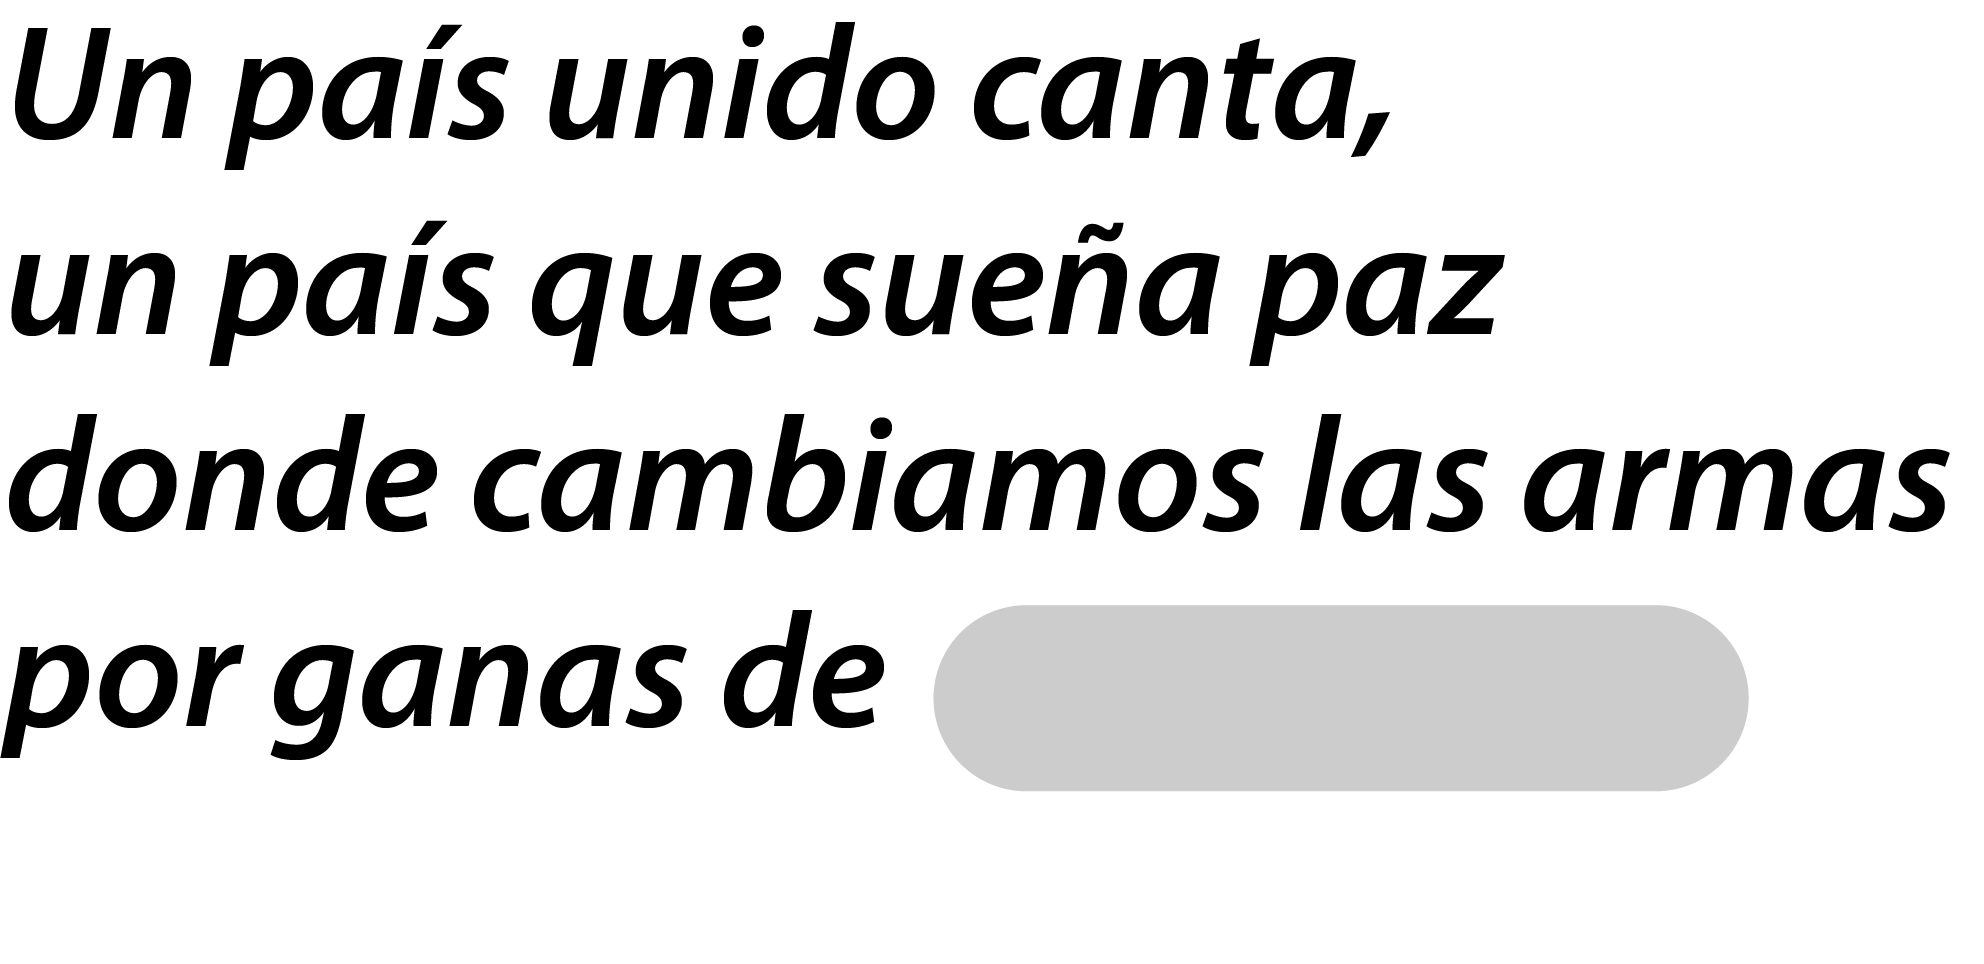 Un país unido canta,
un país que sueña paz
donde cambiamos las armas
por ganas de